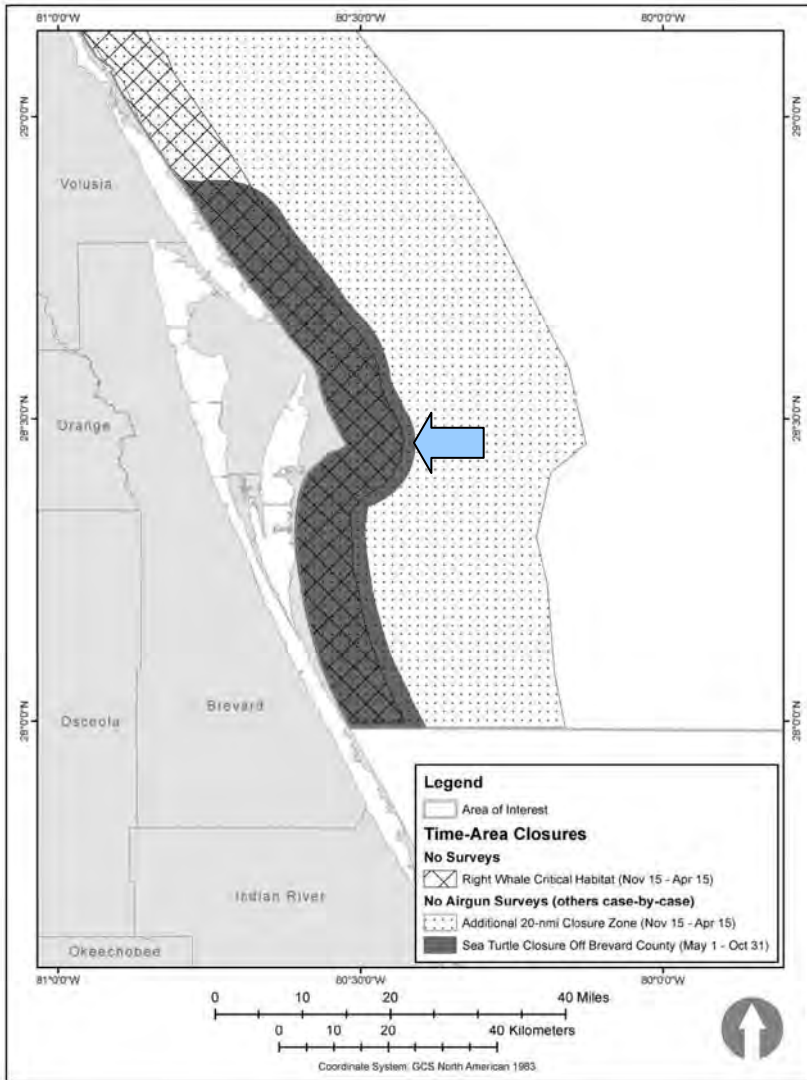 81°0'0"W 80°30'0"W 80°0'0"W
29°0'0"N 29°0'0"N
Volusia
28°30'0"N 28°30'0"N
Orange
28°0'0"N 28°0'0"N
Osceola
Brevard
Indian River
Okeechobee
Legend
Area of Interest
Time-Area Closures
No Surveys
Right Whale Critical Habitat (Nov 15 - Apr 15)
No Airgun Surveys (others case-by-case)
Additional 20-nmi Closure Zone (Nov 15 - Apr 15)
Sea Turtle Closure Off Brevard County (May 1 - Oct 31)
81°0'0"W 80°30'0"W 80°0'0"W
0 10 20 40 Miles
0 10 20 40 Kilometers
Coordinate System: GCS North American 1983